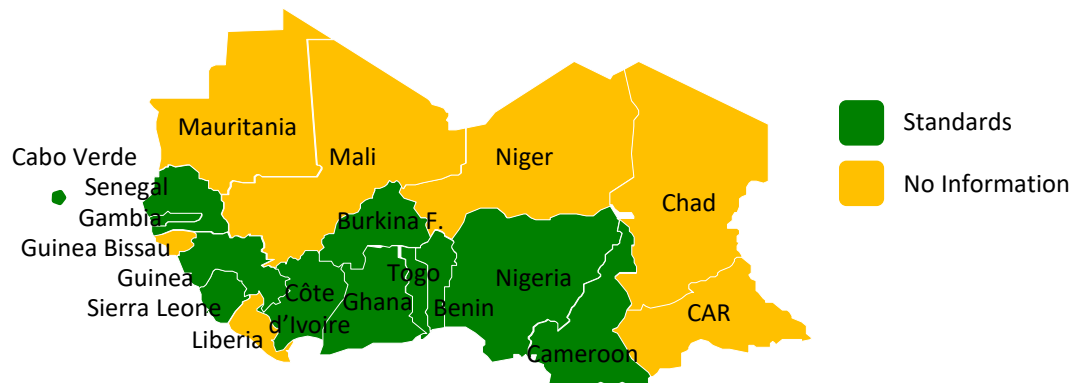 Mauritania
Mali
Niger
Chad
Cabo Verde
Senegal
Gambia
Guinea Bissau
Guinea
Sierra Leone
Liberia
Burkina F.
Côte
d'Ivoire
Ghana
Togo
Benin
Nigeria
Cameroon
CAR
Standards
No Information